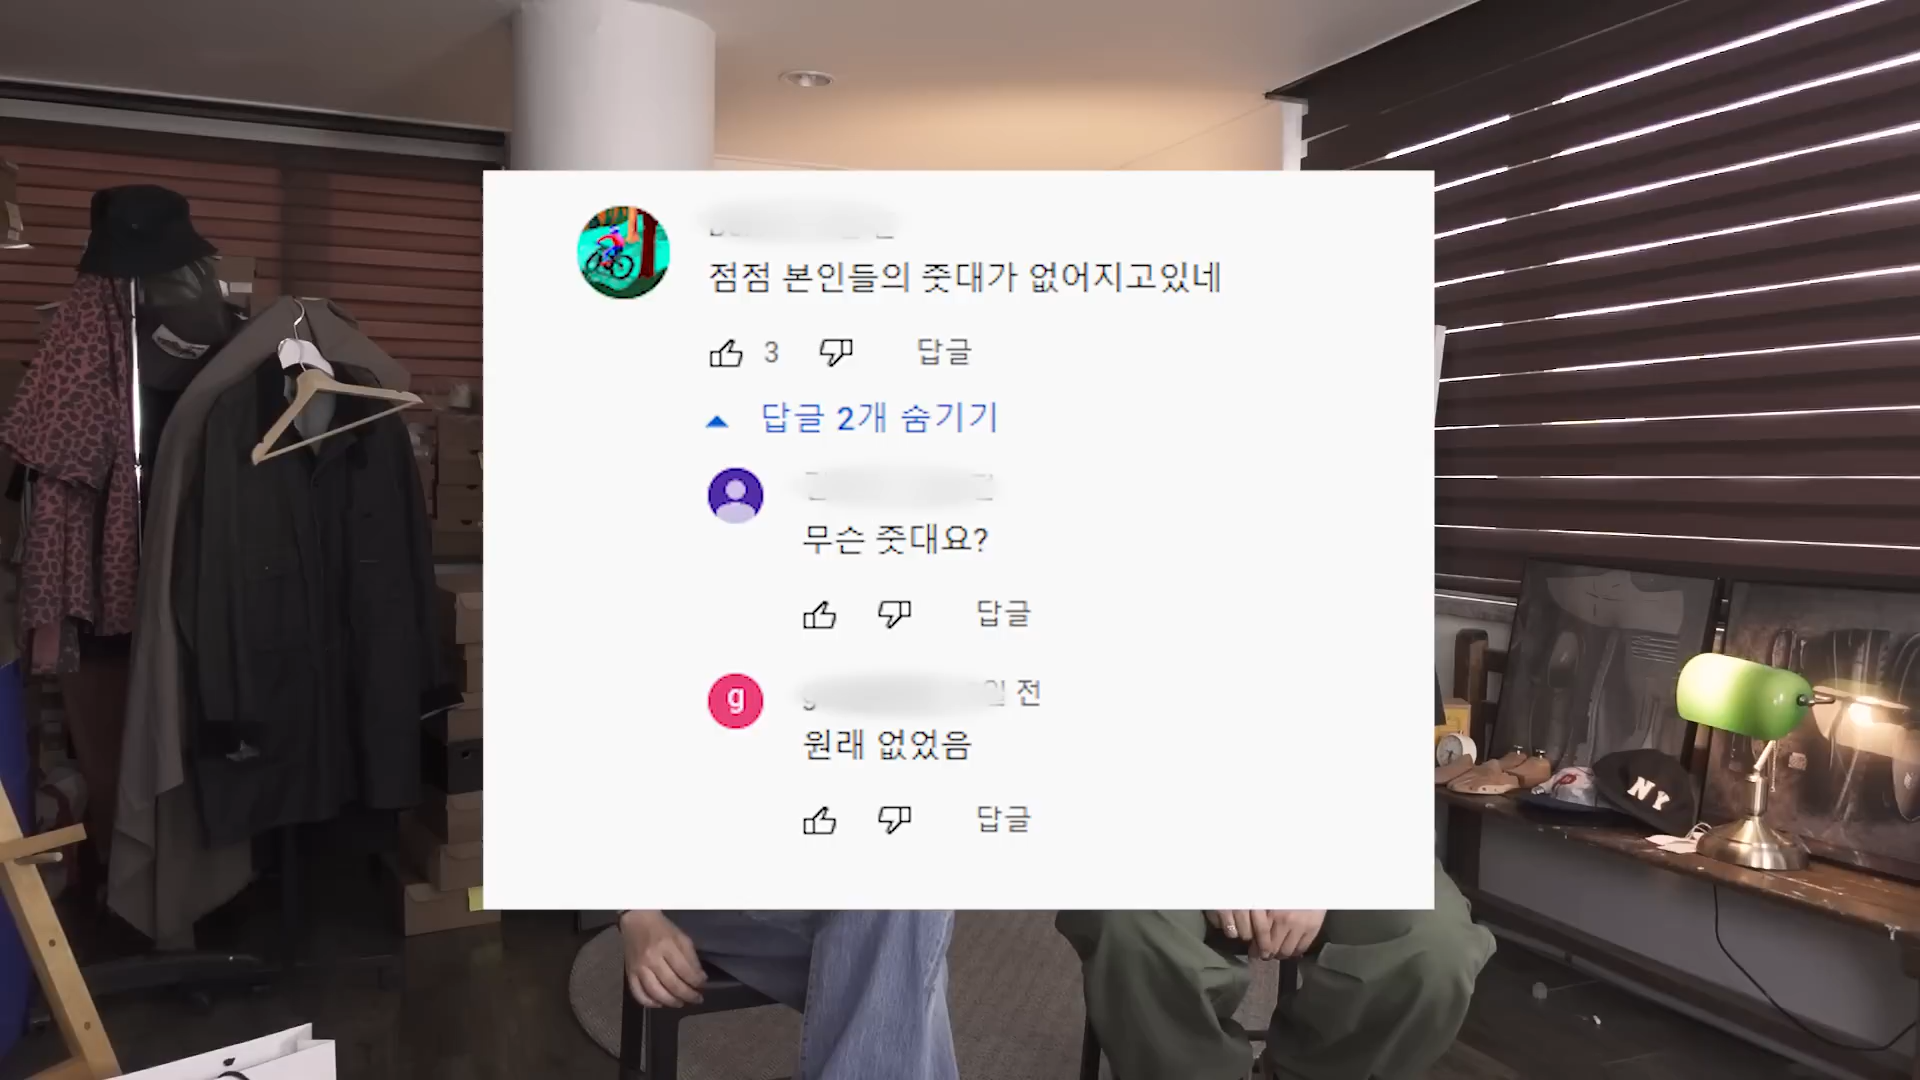 점점 본인들의 줏대가 없어지고있네
3 답글
답글 2개 숨기기
무슨 줏대요?
답글
g
전
원래 없었음
답글
NY